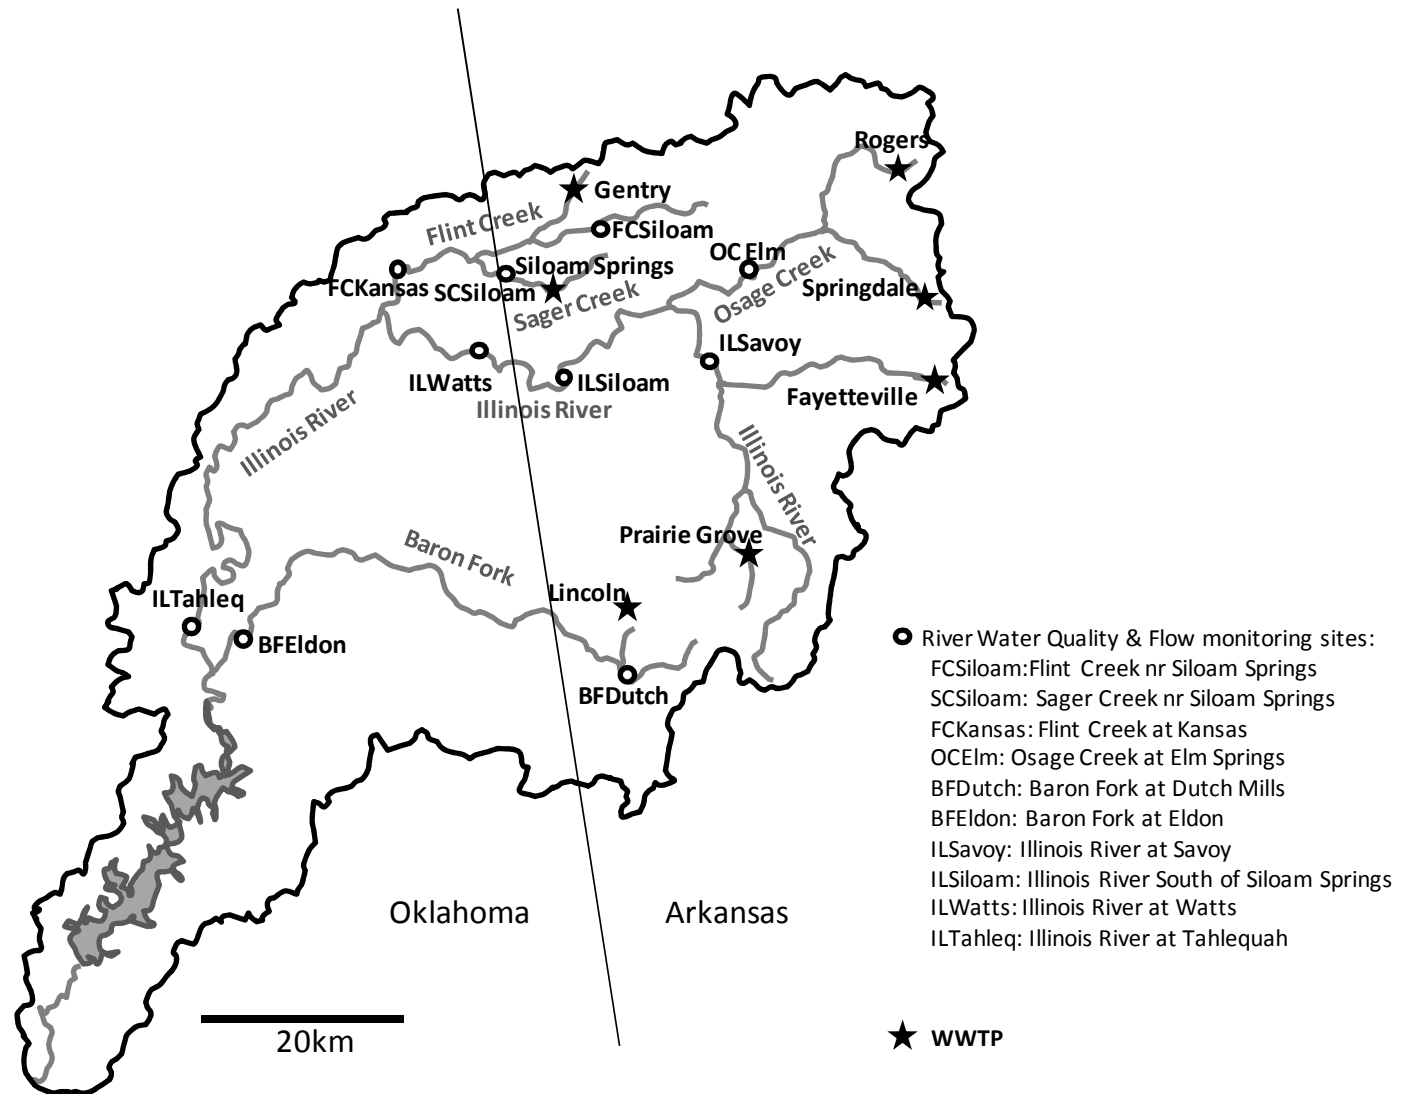 Rogers
Gentry
Flint Creek
FCSiloam
OCElm
Siloam Springs
FCKansas
SCSiloam
Sager Creek
Osage Creek
Springdale
ILSavoy
ILWatts
ILSiloam
Fayetteville
Illinois River
Illinois River
Illinois River
Prairie Grove
Baron Fork
Lincoln
ILTahleq
BFEldon
BFDutch
River Water Quality & Flow monitoring sites:
FCSiloam:Flint Creek nr Siloam Springs
SCSiloam: Sager Creek nr Siloam Springs
FCKansas: Flint Creek at Kansas
OCElm: Osage Creek at Elm Springs
BFDutch: Baron Fork at Dutch Mills
BFEldon: Baron Fork at Eldon
ILSavoy: Illinois River at Savoy
ILSiloam: Illinois River South of Siloam Springs
ILWatts: Illinois River at Watts
ILTahleq: Illinois River at Tahlequah
Oklahoma
Arkansas
20km
WWTP